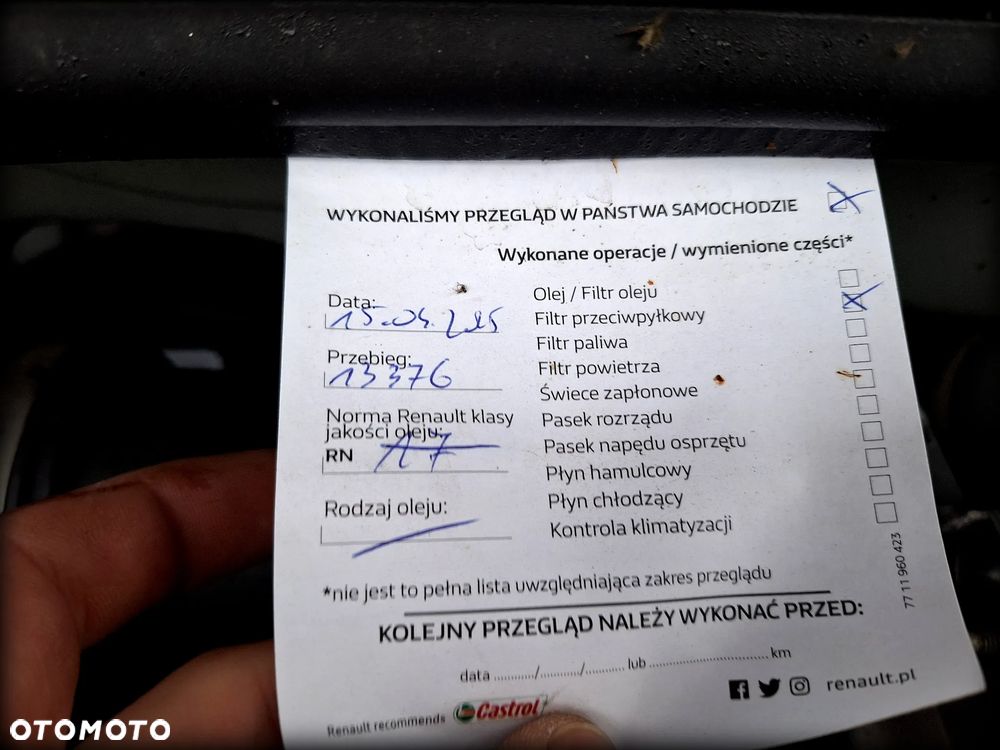 WYKONALIŚMY PRZEGLĄD W PAŃSTWA SAMOCHODZIE
Wykonane operacje / wymienione części*
Data:
Przebieg:
13376
Norma Renault klasy
jakości oleju:
RN 17
Rodzaj oleju:
Olej / Filtr oleju
Filtr przeciwpyłkowy
Filtr paliwa
Filtr powietrza
Świece zapłonowe
Pasek rozrządu
Pasek napędu osprzętu
Płyn hamulcowy
Płyn chłodzący
Kontrola klimatyzacji
77 11 960 423
*nie jest to pełna lista uwzględniająca zakres przeglądu
KOLEJNY PRZEGLĄD NALEŻY WYKONAĆ PRZED:
data ........../........../.......... lub ..............................km
renault.pl
Renault recommends Castrol
OTOMOTO